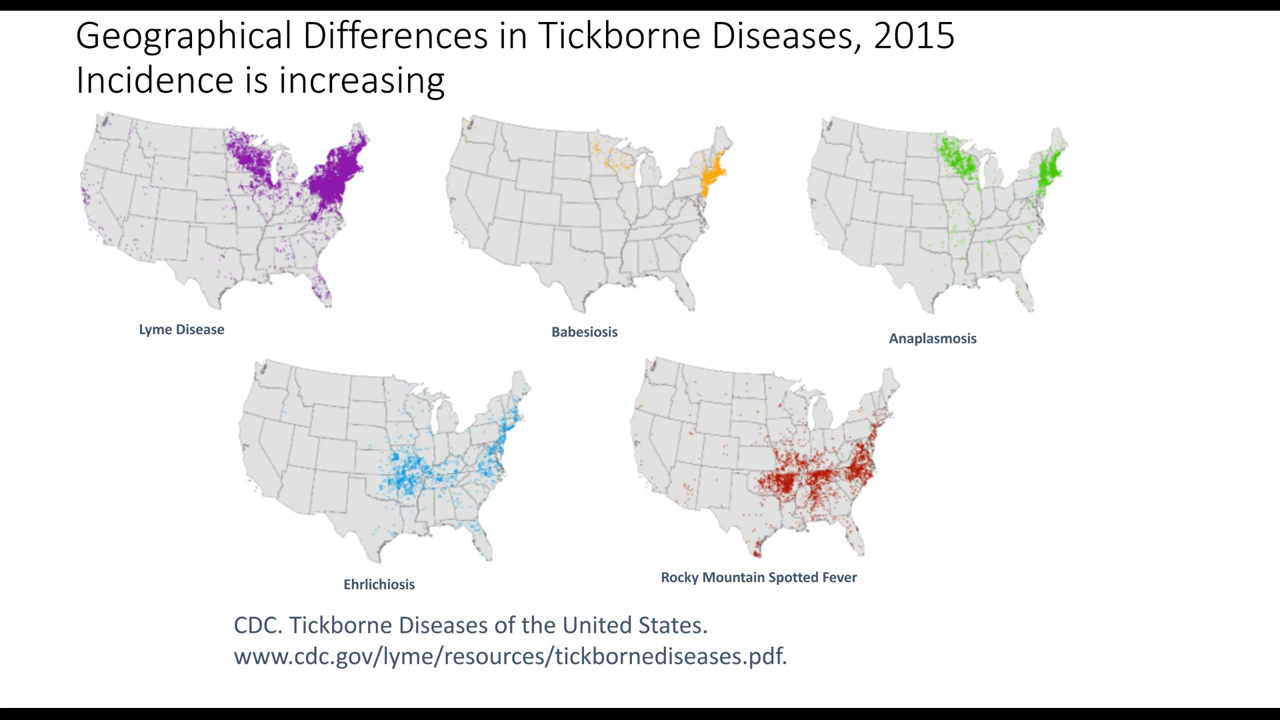 Geographical Differences in Tickborne Diseases, 2015
Incidence is increasing
Lyme Disease
Babesiosis
Anaplasmosis
Ehrlichiosis
Rocky Mountain Spotted Fever
CDC. Tickborne Diseases of the United States.
www.cdc.gov/lyme/resources/tickbornediseases.pdf.